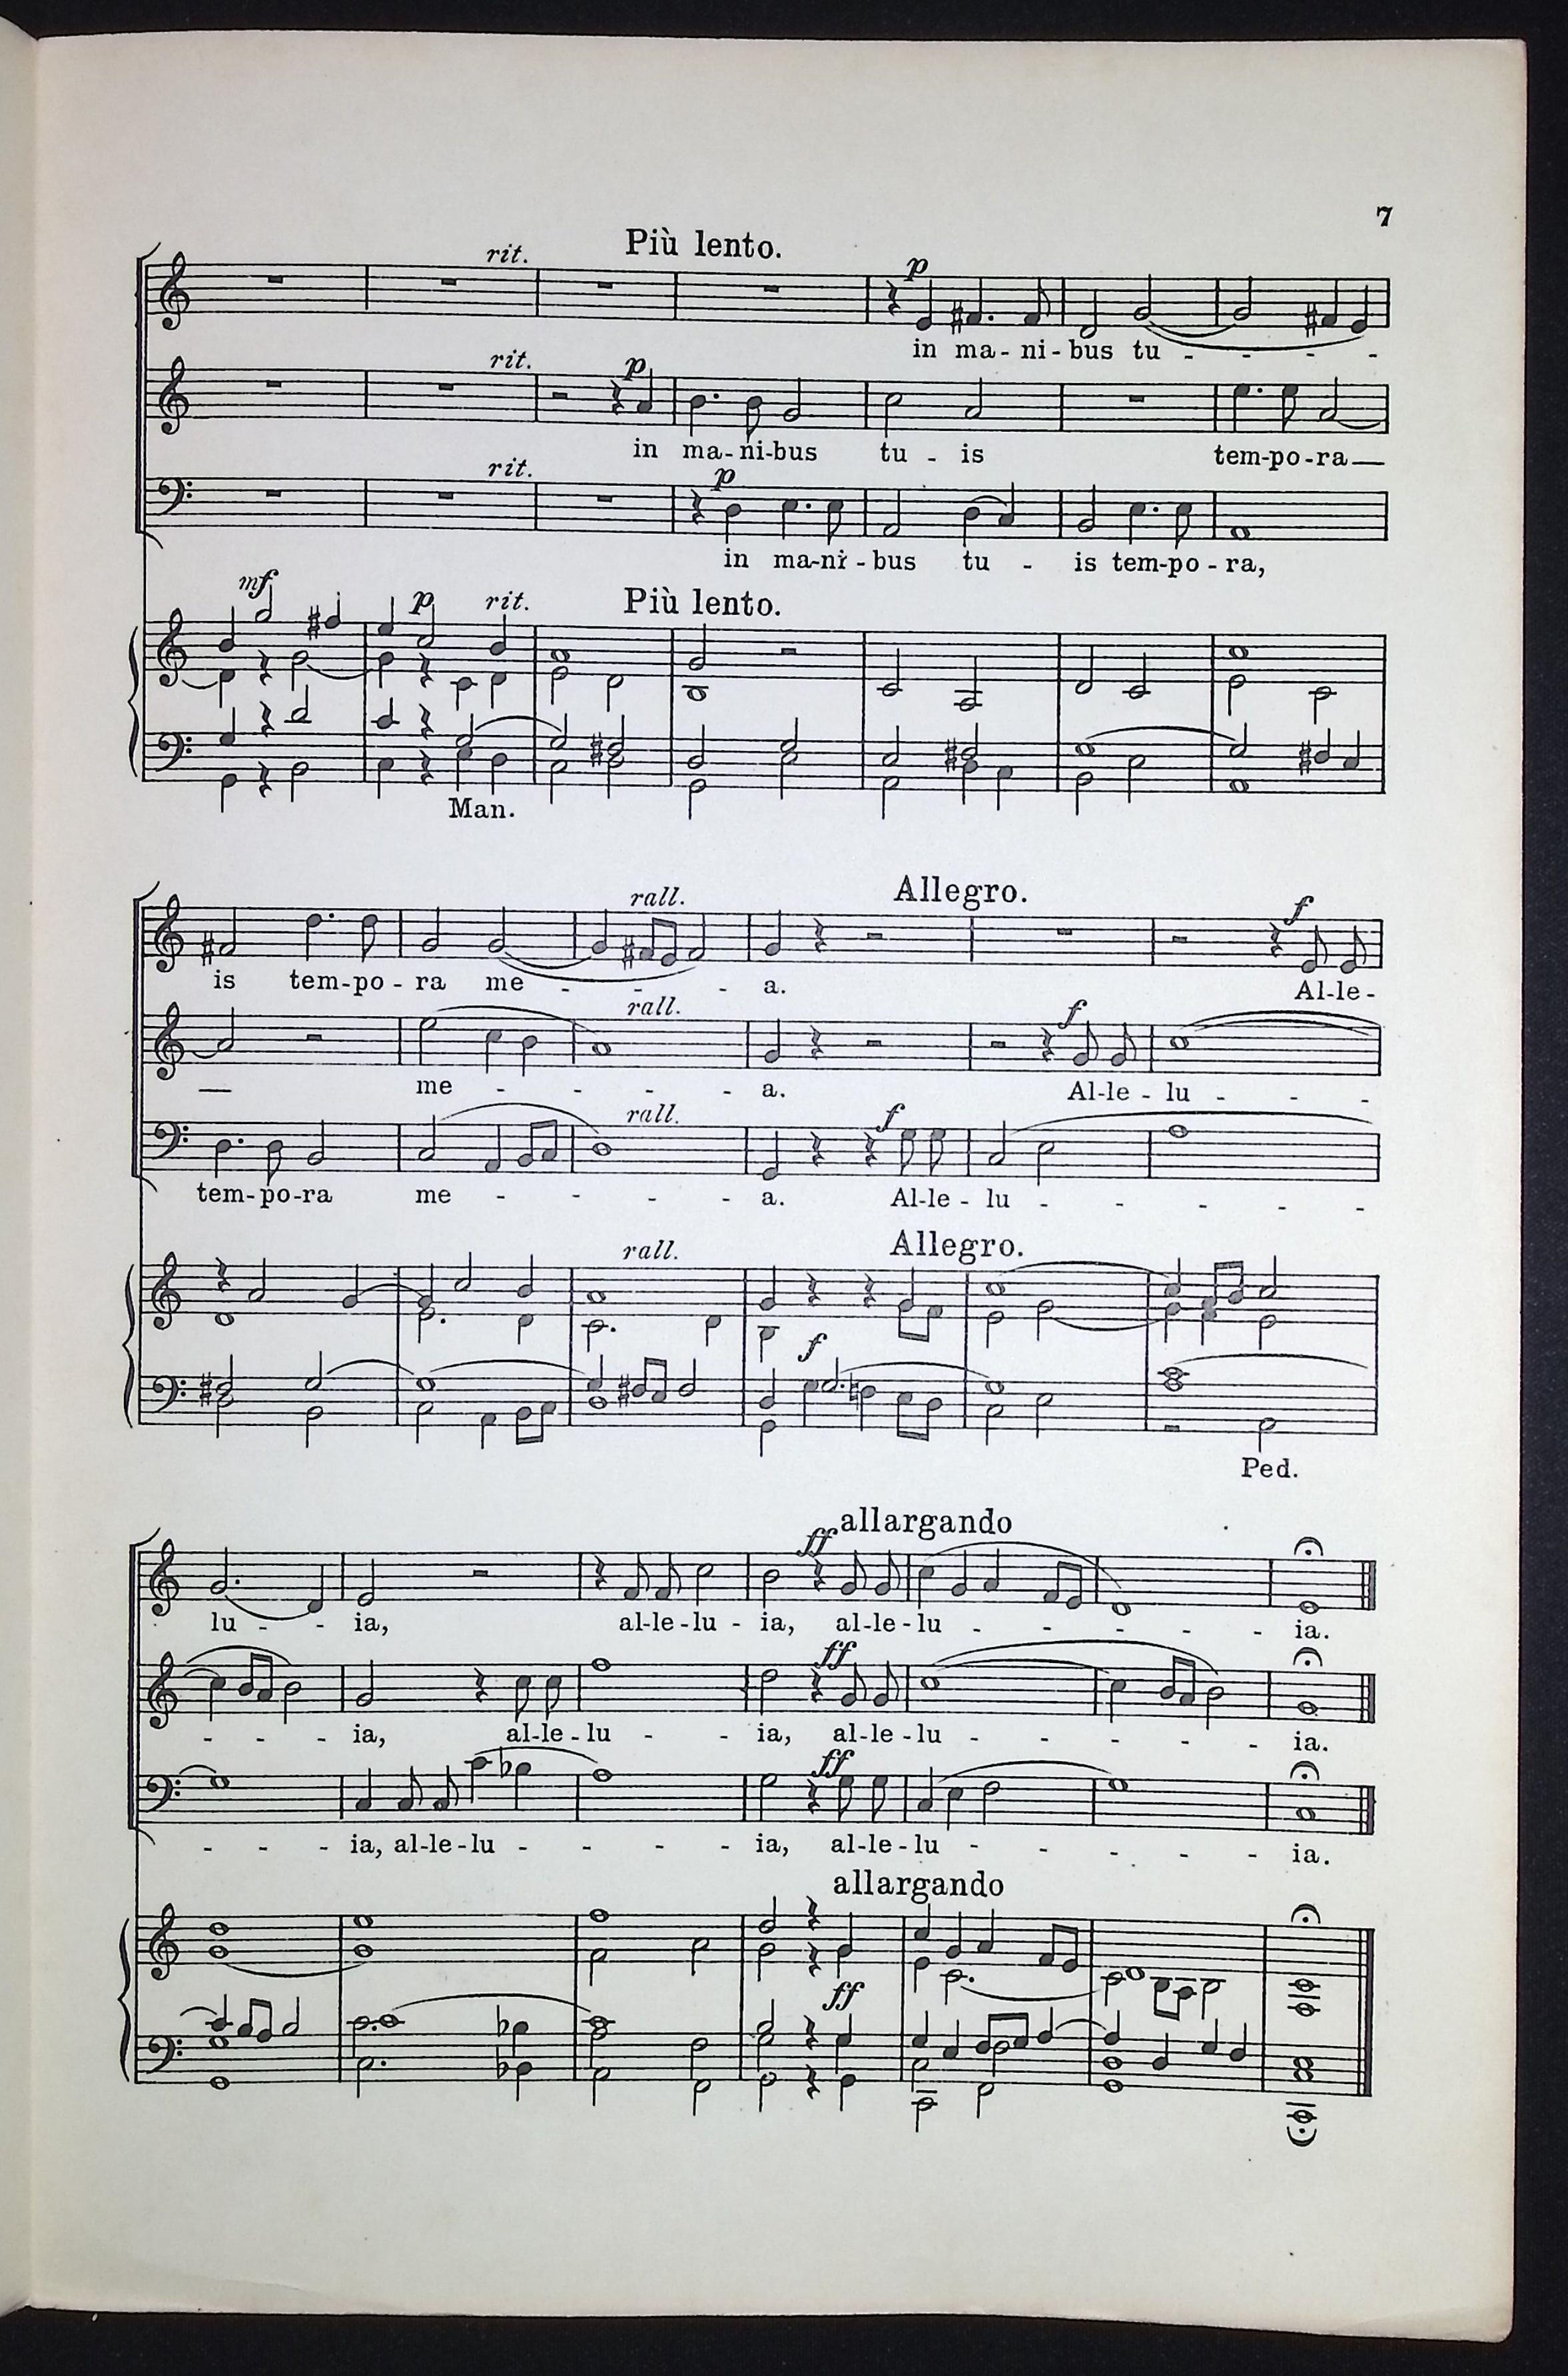 7
Più lento.
rit. p
in ma - ni - bus tu - - - -
rit. p
in ma - ni - bus tu - is tem - po - ra —
rit. p
in ma - ni - bus tu - is tem - po - ra,
mf p rit. Più lento.
Man.
rall. Allegro. f
is tem - po - ra me - - - a. Al - le -
rall. f
— me - - - - a. Al - le - lu - - -
rall. f
tem - po - ra me - - - - a. Al - le - lu - - - - -
rall. Allegro.
f
Ped.
ff allargando
lu - - ia, al - le - lu - ia, al - le - lu - - - - - ia.
ff
- - - ia, al - le - lu - - ia, al - le - lu - - - - - ia.
ff
- - - ia, al - le - lu - - - - ia, al - le - lu - - - - - ia.
allargando
ff